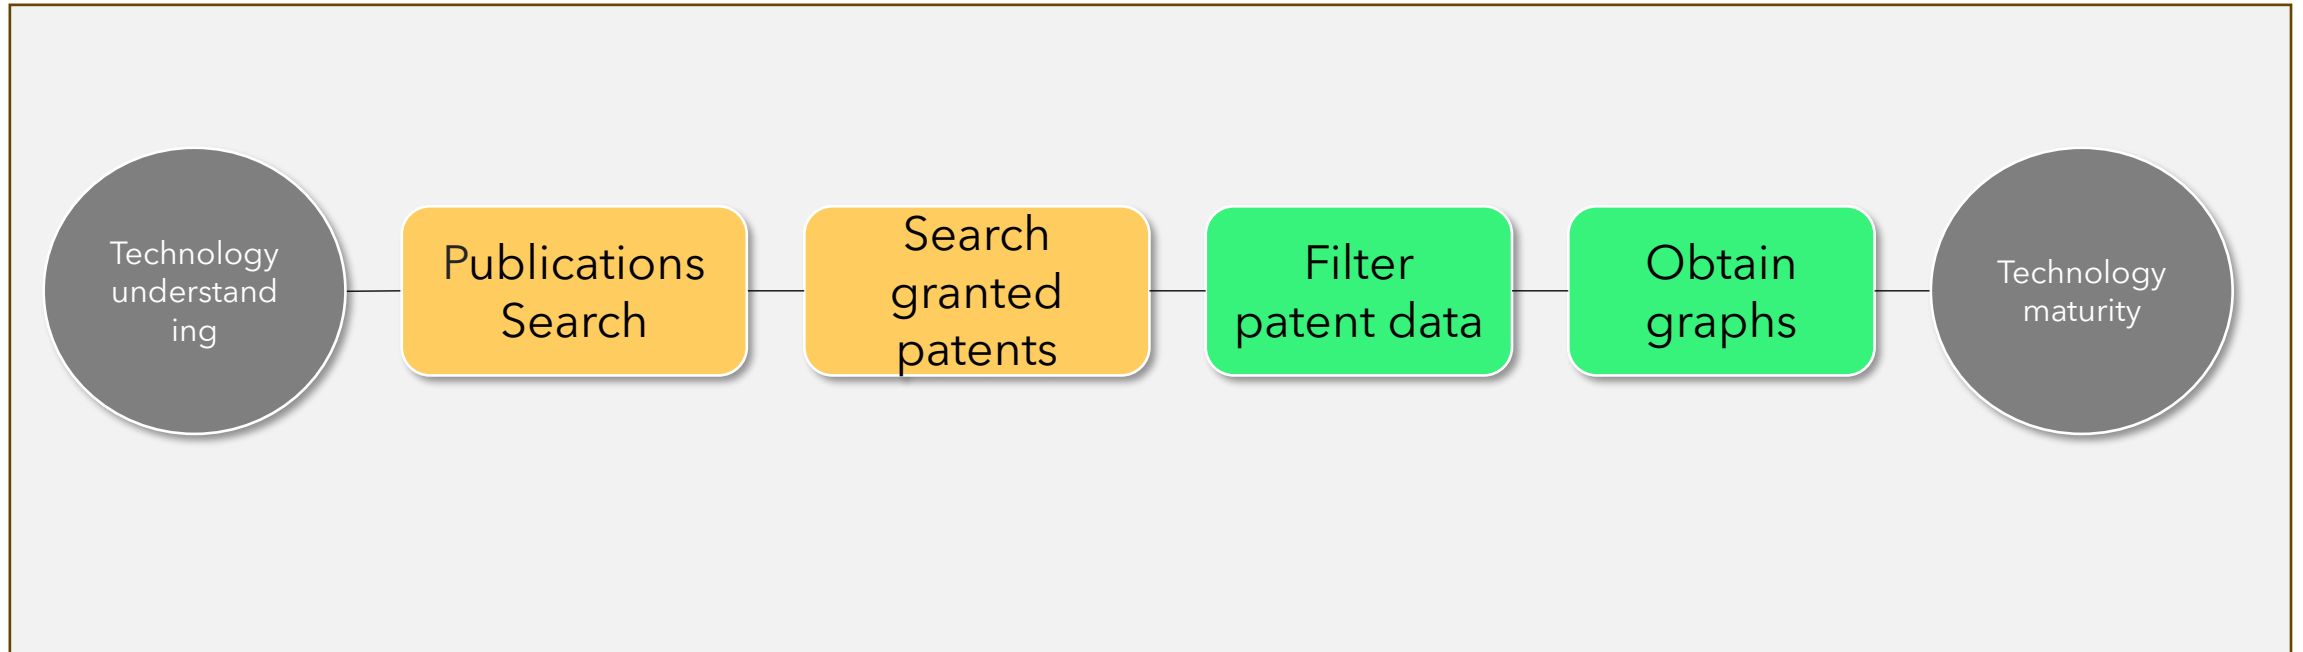 Technology
understand
ing
Publications
Search
Search
granted
patents
Filter
patent data
Obtain
graphs
Technology
maturity